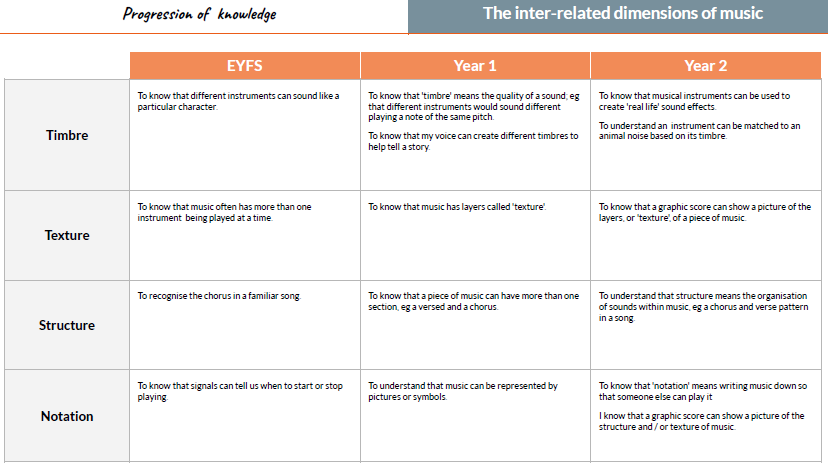 Progression of knowledge
The inter-related dimensions of music
EYFS
Year 1
Year 2
Timbre
To know that different instruments can sound like a
particular character.
To know that 'timbre' means the quality of a sound; eg
that different instruments would sound different
playing a note of the same pitch.
To know that my voice can create different timbres to
help tell a story.
To know that musical instruments can be used to
create 'real life' sound effects.
To understand an instrument can be matched to an
animal noise based on its timbre.
Texture
To know that music often has more than one
instrument being played at a time.
To know that music has layers called 'texture'.
To know that a graphic score can show a picture of the
layers, or 'texture', of a piece of music.
Structure
To recognise the chorus in a familiar song.
To know that a piece of music can have more than one
section, eg a versed and a chorus.
To understand that structure means the organisation
of sounds within music, eg a chorus and verse pattern
in a song.
Notation
To know that signals can tell us when to start or stop
playing.
To understand that music can be represented by
pictures or symbols.
To know that 'notation' means writing music down so
that someone else can play it
I know that a graphic score can show a picture of the
structure and / or texture of music.